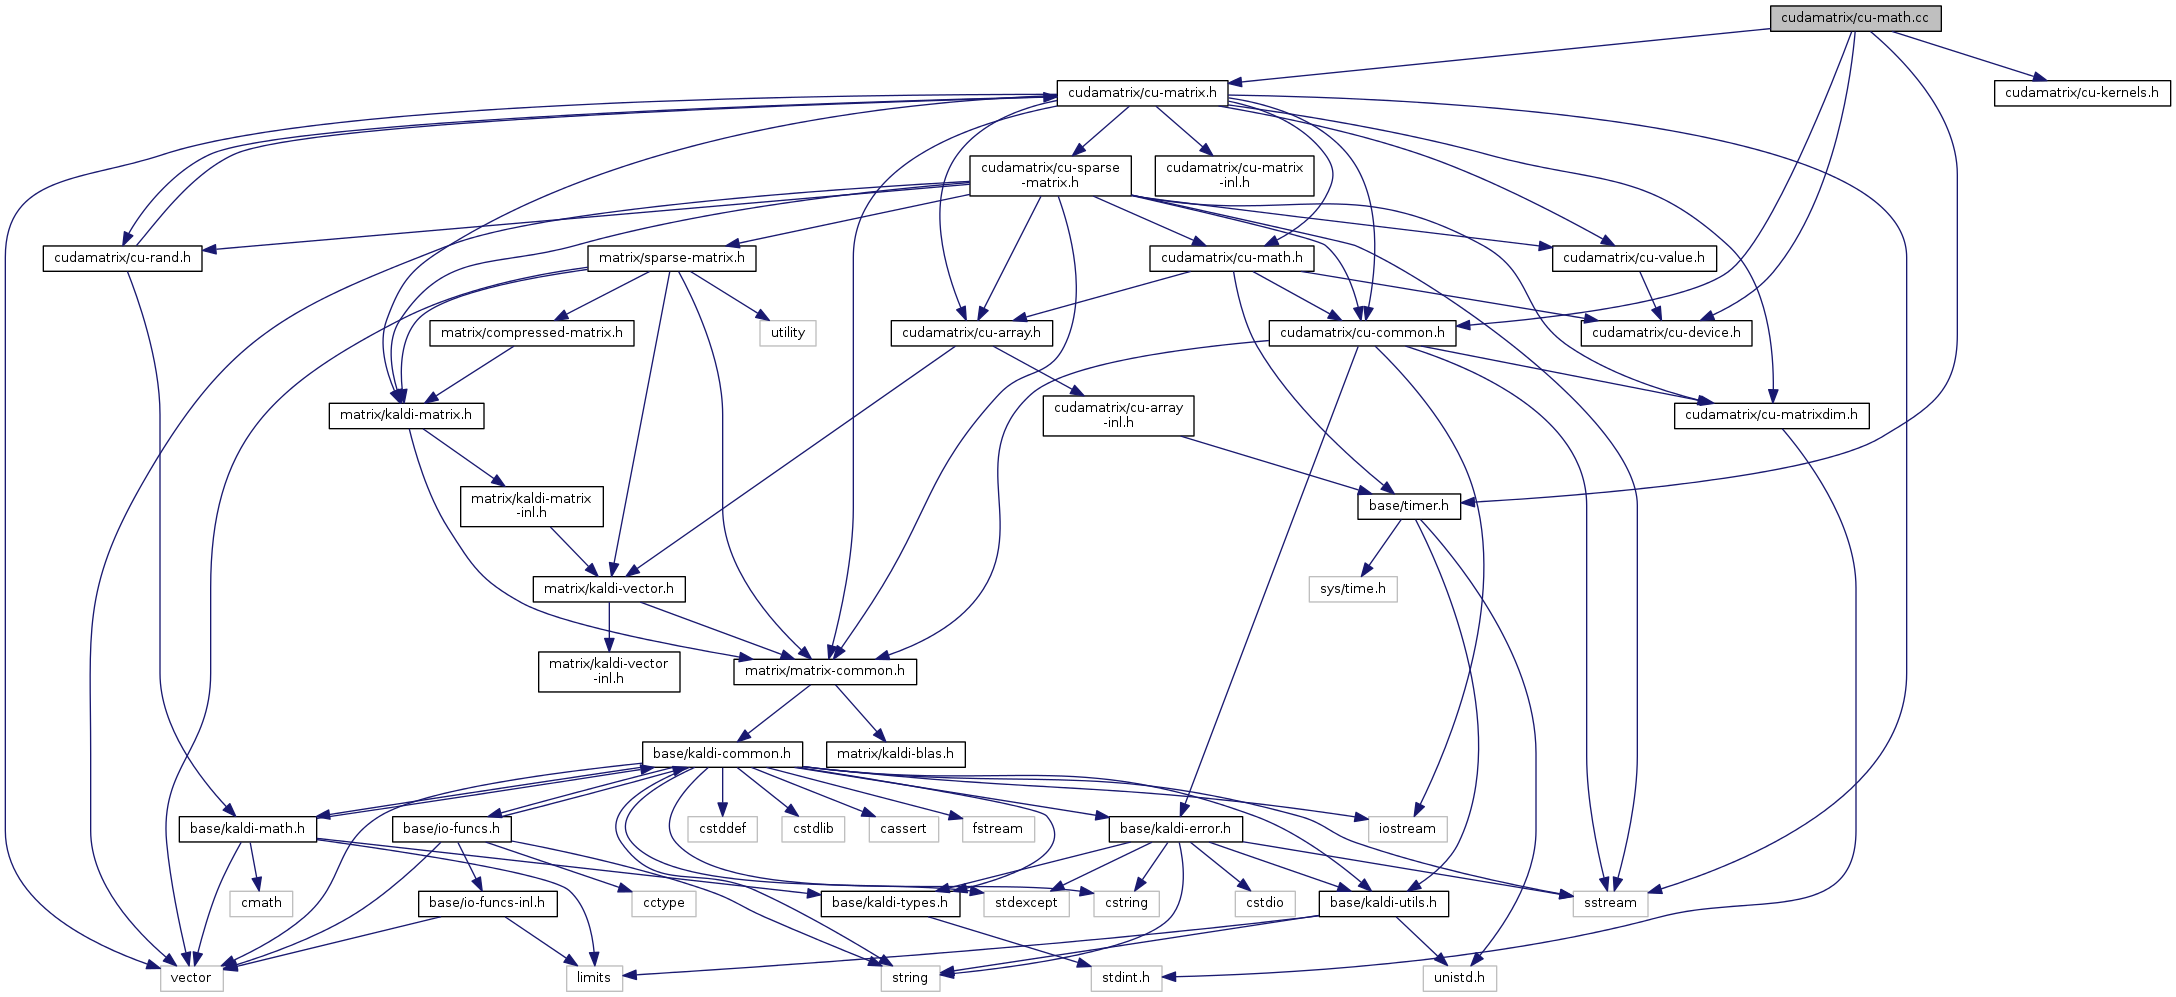 cudamatrix/cu-math.cc
cudamatrix/cu-matrix.h
cudamatrix/cu-kernels.h
cudamatrix/cu-sparse
-matrix.h
cudamatrix/cu-matrix
-inl.h
cudamatrix/cu-rand.h
matrix/sparse-matrix.h
cudamatrix/cu-math.h
cudamatrix/cu-value.h
matrix/compressed-matrix.h
utility
cudamatrix/cu-array.h
cudamatrix/cu-common.h
cudamatrix/cu-device.h
matrix/kaldi-matrix.h
cudamatrix/cu-array
-inl.h
cudamatrix/cu-matrixdim.h
matrix/kaldi-matrix
-inl.h
base/timer.h
matrix/kaldi-vector.h
sys/time.h
matrix/kaldi-vector
-inl.h
matrix/matrix-common.h
base/kaldi-common.h
matrix/kaldi-blas.h
base/kaldi-math.h
base/io-funcs.h
cstddef
cstdlib
cassert
fstream
base/kaldi-error.h
iostream
cmath
base/io-funcs-inl.h
cctype
base/kaldi-types.h
stdexcept
cstring
cstdio
base/kaldi-utils.h
sstream
vector
limits
string
stdint.h
unistd.h